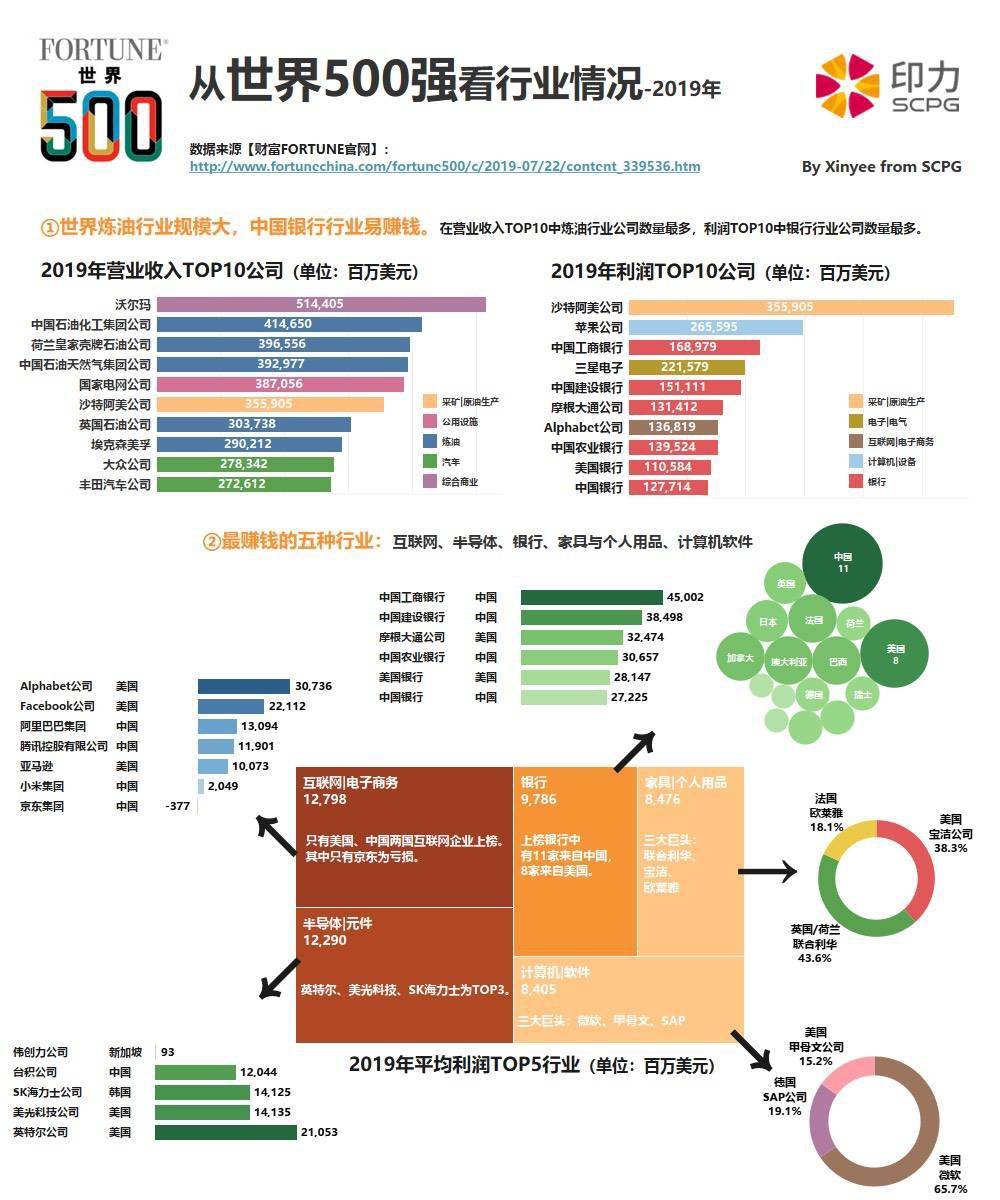 FORTUNE
世界
500
从世界500强看行业情况-2019年
印力
SCPG
数据来源【财富FORTUNE官网】:
http://www.fortunechina.com/fortune500/c/2019-07/22/content_339536.htm
By Xinyee from SCPG
①世界炼油行业规模大，中国银行行业易赚钱。在营业收入TOP10中炼油行业公司数量最多，利润TOP10中银行行业公司数量最多。
2019年营业收入TOP10公司（单位：百万美元）
沃尔玛 514,405
中国石油化工集团公司 414,650
荷兰皇家壳牌石油公司 396,556
中国石油天然气集团公司 392,977
国家电网公司 387,056
沙特阿美公司 355,905
英国石油公司 303,738
埃克森美孚 290,212
大众公司 278,342
丰田汽车公司 272,612
采矿|原油生产
公用设施
炼油
汽车
综合商业
2019年利润TOP10公司（单位：百万美元）
沙特阿美公司 355,905
苹果公司 265,595
中国工商银行 168,979
三星电子 221,579
中国建设银行 151,111
摩根大通公司 131,412
Alphabet公司 136,819
中国农业银行 139,524
美国银行 110,584
中国银行 127,714
采矿|原油生产
电子|电气
互联网|电子商务
计算机|设备
银行
②最赚钱的五种行业：互联网、半导体、银行、家具与个人用品、计算机软件
中国工商银行 中国 45,002
中国建设银行 中国 38,498
摩根大通公司 美国 32,474
中国农业银行 中国 30,657
美国银行 美国 28,147
中国银行 中国 27,225
中国
11
英国
日本
法国
荷兰
美国
8
加拿大
澳大利亚
巴西
德国
瑞士
Alphabet公司 美国 30,736
Facebook公司 美国 22,112
阿里巴巴集团 中国 13,094
腾讯控股有限公司 中国 11,901
亚马逊 美国 10,073
小米集团 中国 2,049
京东集团 中国 -377
互联网|电子商务
12,798
只有美国、中国两国互联网企业上榜。
其中只有京东为亏损。
银行
9,786
上榜银行中
有11家来自中国，
8家来自美国。
家具|个人用品
8,476
三大巨头：
联合利华、
宝洁、
欧莱雅
半导体|元件
12,290
英特尔、美光科技、SK海力士为TOP3。
计算机|软件
8,405
三大巨头：微软、甲骨文、SAP
法国
欧莱雅
18.1%
美国
宝洁公司
38.3%
英国/荷兰
联合利华
43.6%
2019年平均利润TOP5行业（单位：百万美元）
伟创力公司 新加坡 93
台积公司 中国 12,044
SK海力士公司 韩国 14,125
美光科技公司 美国 14,135
英特尔公司 美国 21,053
美国
甲骨文公司
15.2%
德国
SAP公司
19.1%
美国
微软
65.7%